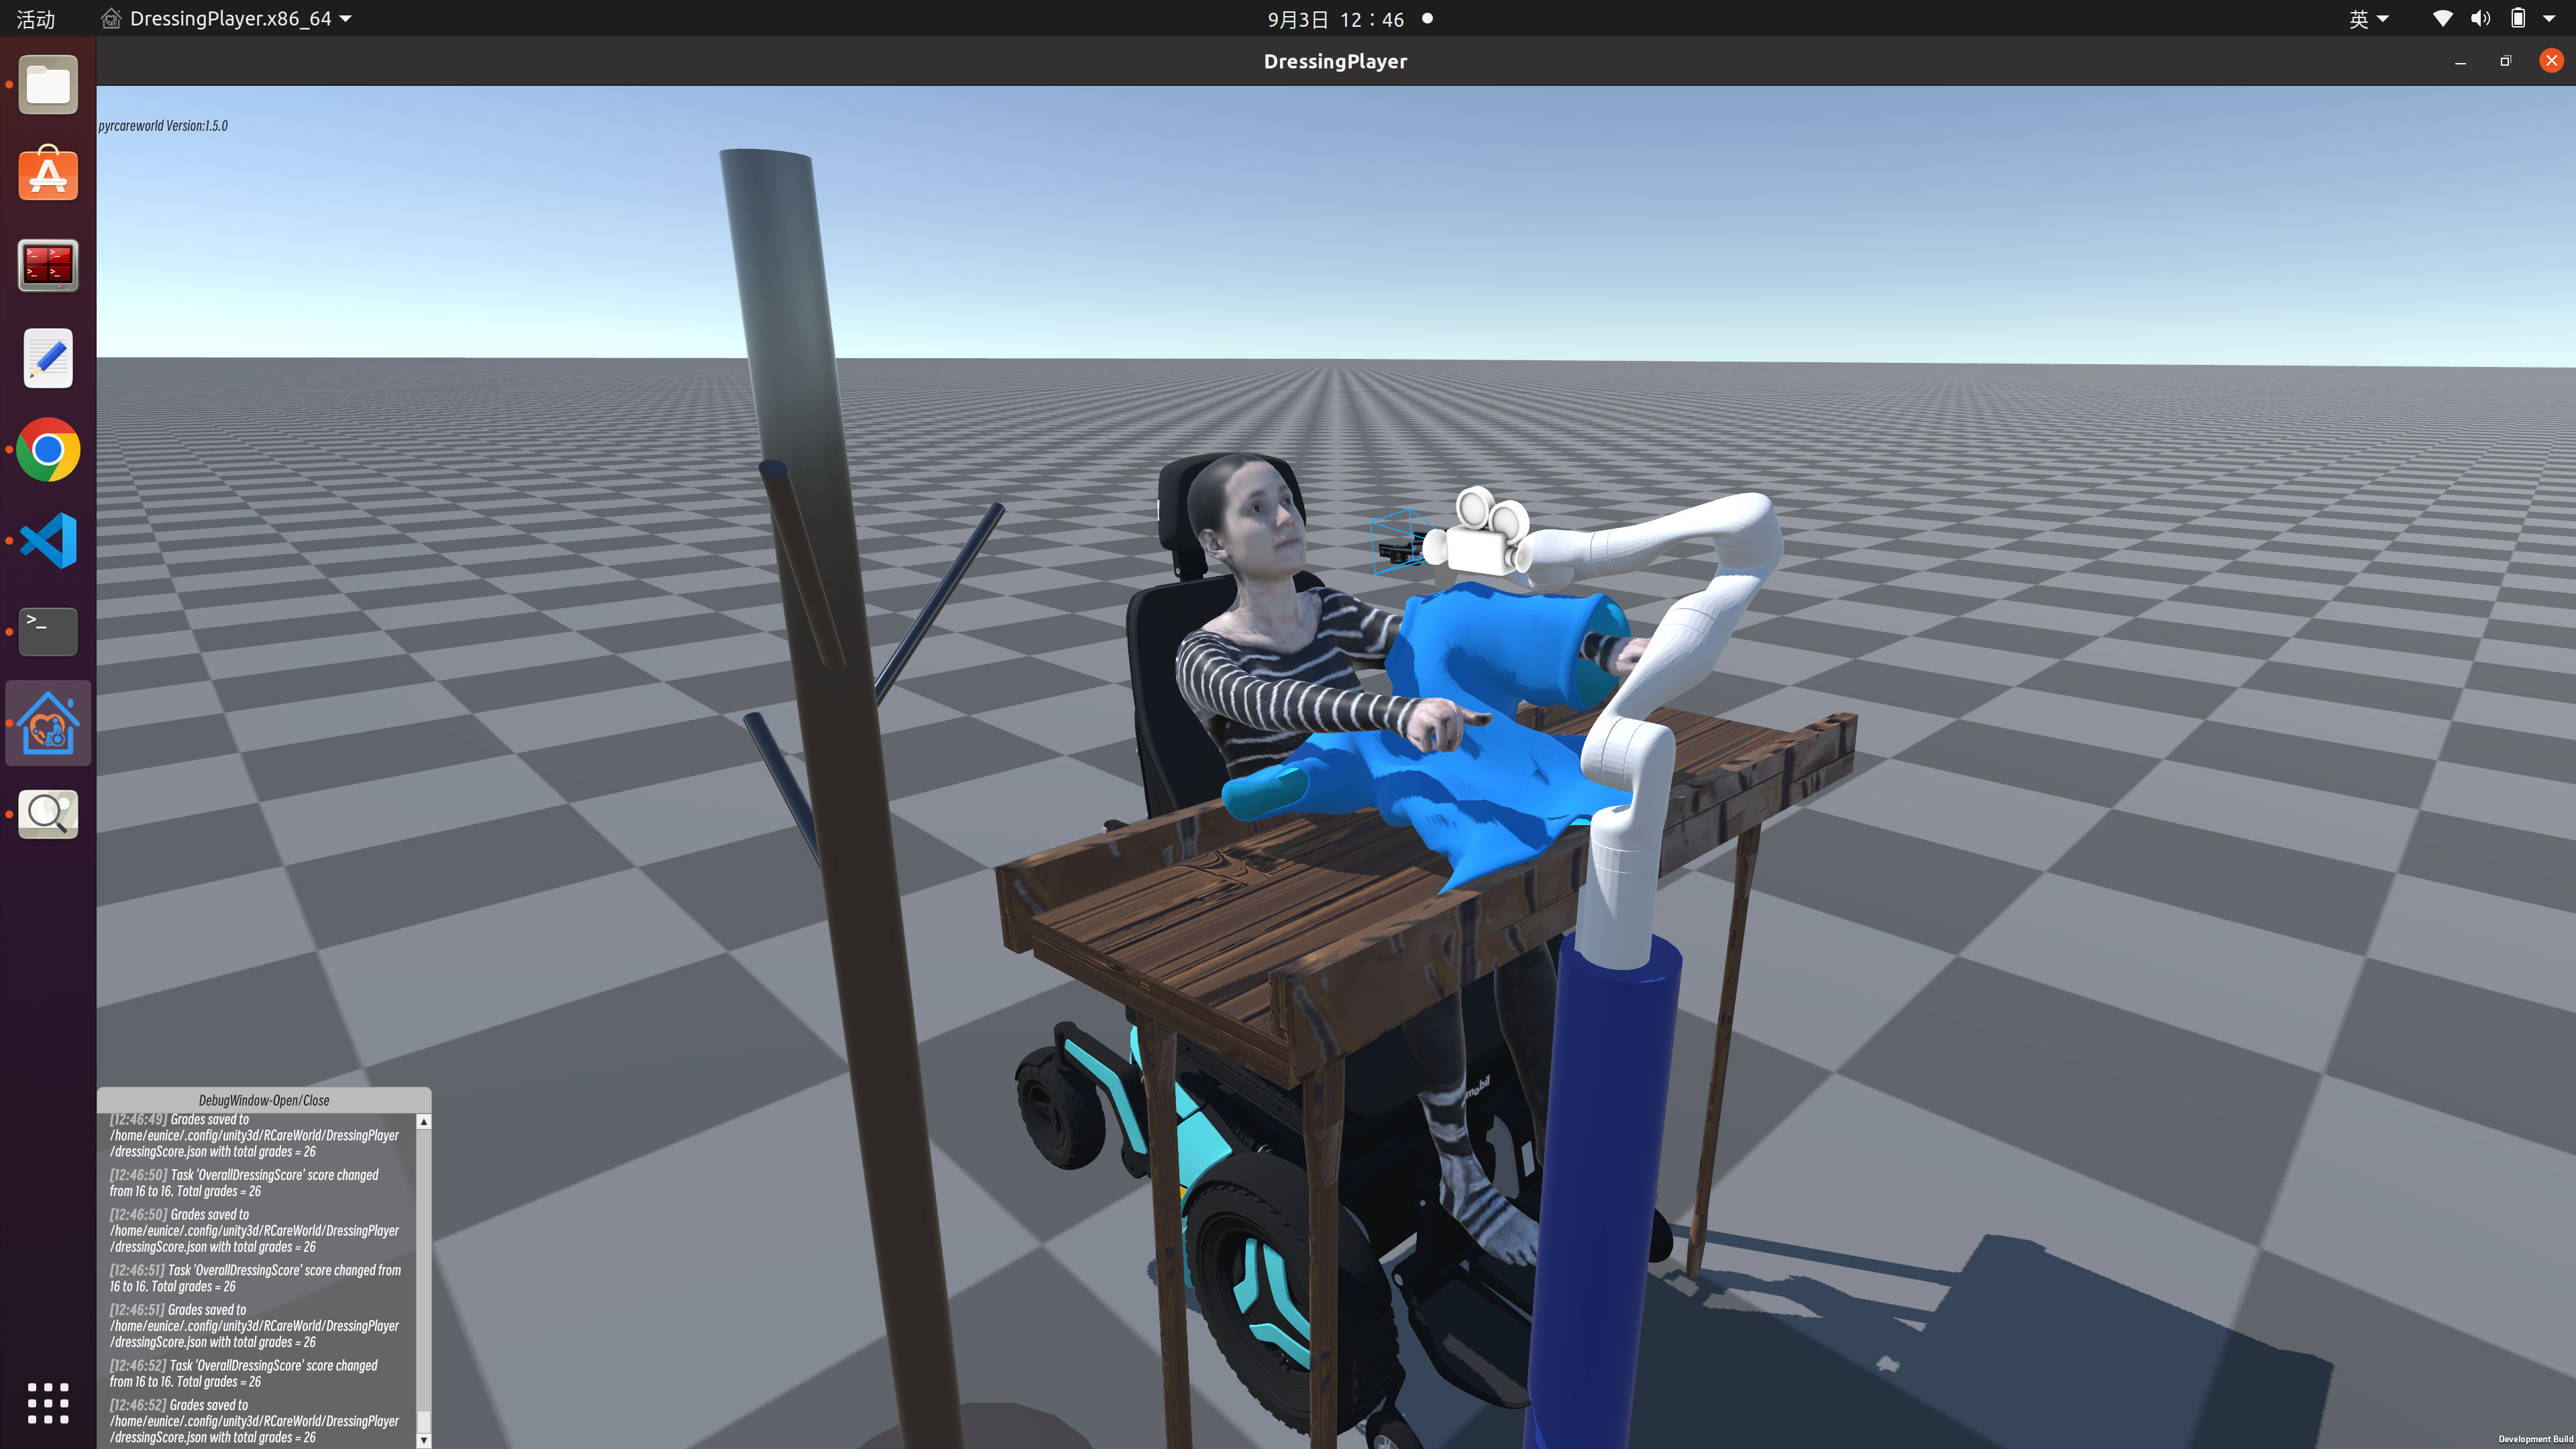 活动
DressingPlayer.x86_64
9月3日 12：46
英
DressingPlayer
pyrcareworld Version:1.5.0
DebugWindow-Open/Close
[12:46:49] Grades saved to
/home/eunice/.config/unity3d/RCareWorld/DressingPlayer
/dressingScore.json with total grades = 26
[12:46:50] Task 'OverallDressingScore' score changed
from 16 to 16. Total grades = 26
[12:46:50] Grades saved to
/home/eunice/.config/unity3d/RCareWorld/DressingPlayer
/dressingScore.json with total grades = 26
[12:46:51] Task 'OverallDressingScore' score changed from
16 to 16. Total grades = 26
[12:46:51] Grades saved to
/home/eunice/.config/unity3d/RCareWorld/DressingPlayer
/dressingScore.json with total grades = 26
[12:46:52] Task 'OverallDressingScore' score changed
from 16 to 16. Total grades = 26
[12:46:52] Grades saved to
/home/eunice/.config/unity3d/RCareWorld/DressingPlayer
/dressingScore.json with total grades = 26
Development Build